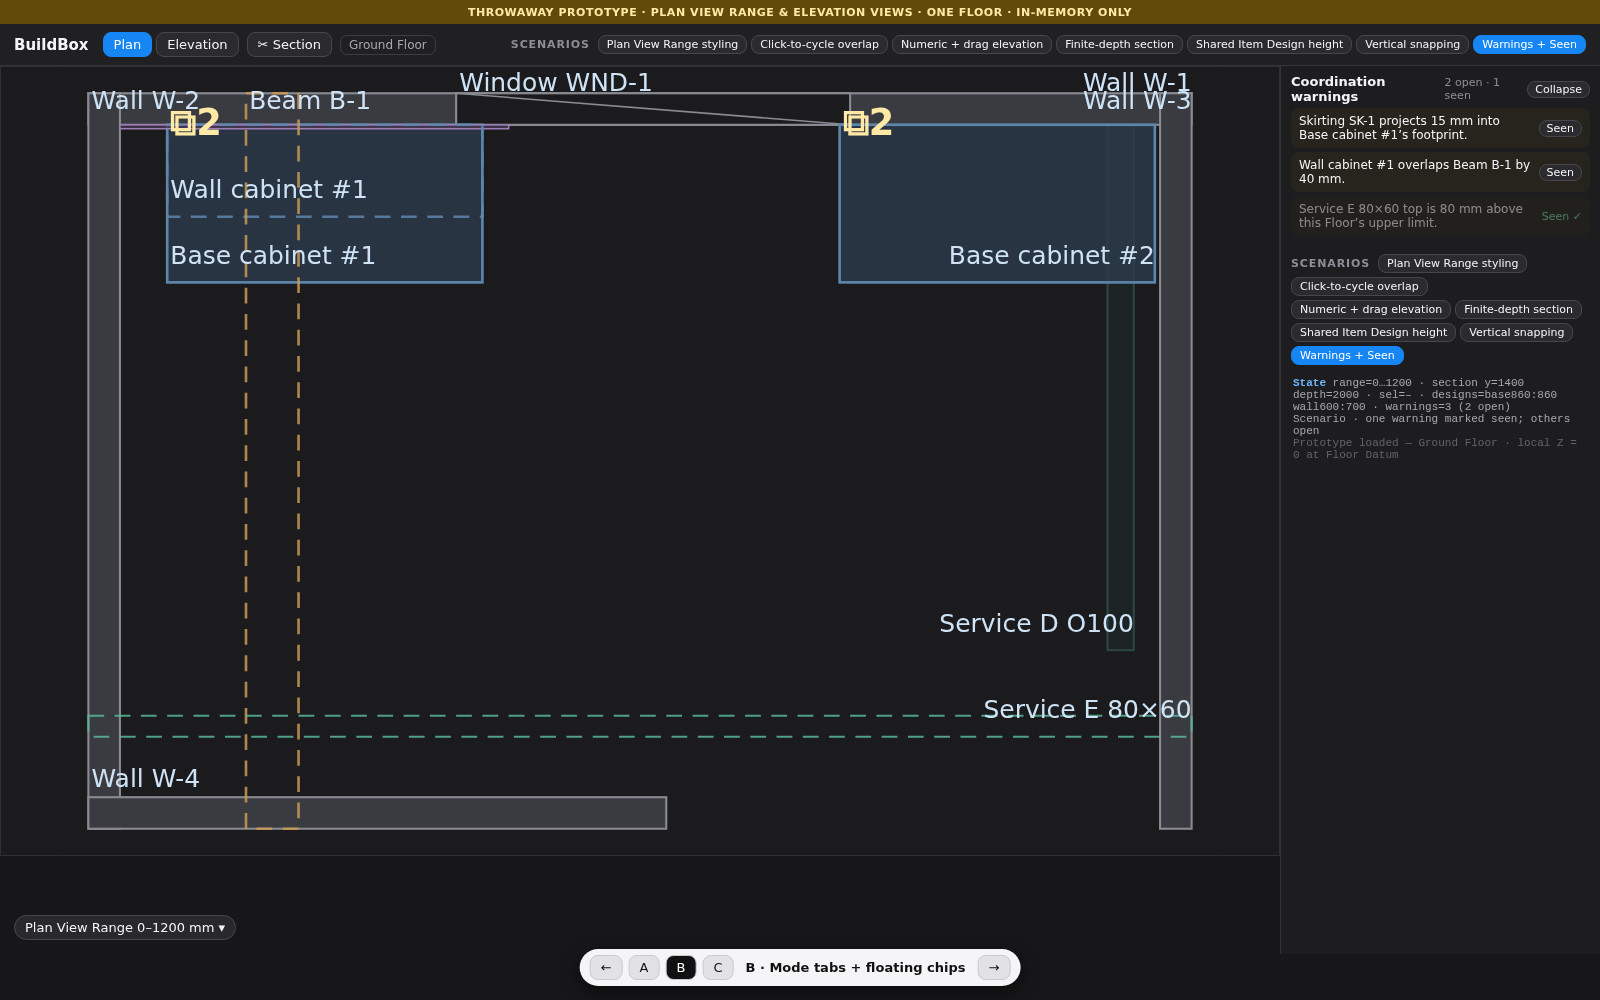 THROWAWAY PROTOTYPE · PLAN VIEW RANGE & ELEVATION VIEWS · ONE FLOOR · IN-MEMORY ONLY
BuildBox
Plan
Elevation
✂ Section
Ground Floor
SCENARIOS
Plan View Range styling
Click-to-cycle overlap
Numeric + drag elevation
Finite-depth section
Shared Item Design height
Vertical snapping
Warnings + Seen
Window WND-1
Wall W-1
Wall W-2
Beam B-1
Wall W-3
⧉2
⧉2
Wall cabinet #1
Base cabinet #1
Base cabinet #2
Service D O100
Service E 80×60
Wall W-4
Coordination warnings
2 open · 1 seen
Collapse
Skirting SK-1 projects 15 mm into
Base cabinet #1’s footprint.
Seen
Wall cabinet #1 overlaps Beam B-1 by
40 mm.
Seen
Service E 80×60 top is 80 mm above
this Floor’s upper limit.
Seen ✓
SCENARIOS
Plan View Range styling
Click-to-cycle overlap
Numeric + drag elevation
Finite-depth section
Shared Item Design height
Vertical snapping
Warnings + Seen
State range=0…1200 · section y=1400
depth=2000 · sel=– · designs=base860:860
wall600:700 · warnings=3 (2 open)
Scenario · one warning marked seen; others
open
Prototype loaded — Ground Floor · local Z =
0 at Floor Datum
Plan View Range 0–1200 mm ▾
←
A
B
C
B · Mode tabs + floating chips
→